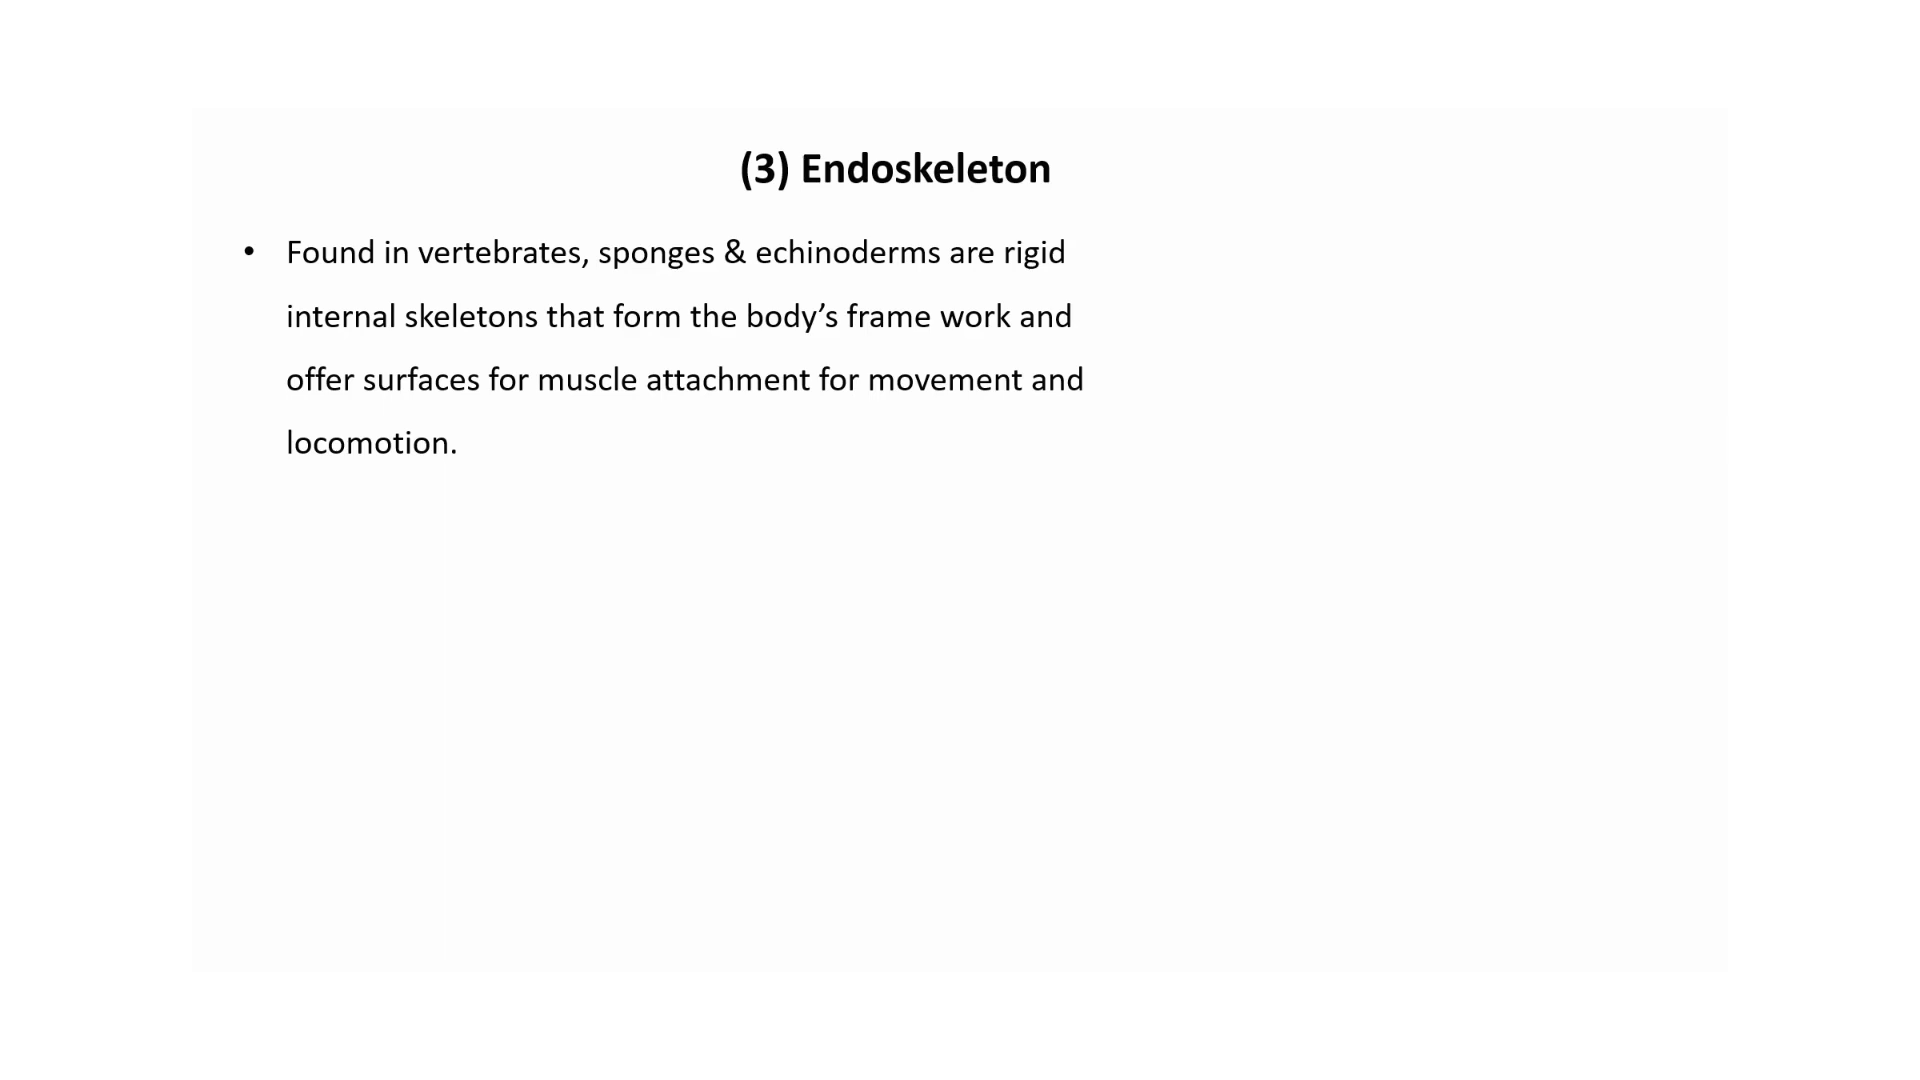 (3) Endoskeleton
• Found in vertebrates, sponges & echinoderms are rigid
internal skeletons that form the body’s frame work and
offer surfaces for muscle attachment for movement and
locomotion.